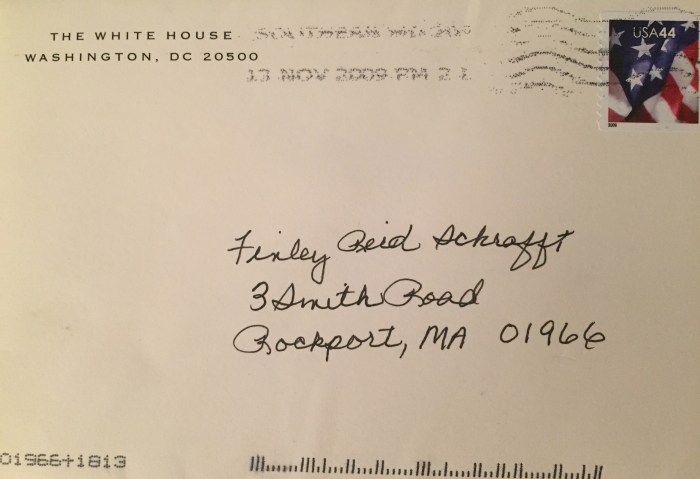 THE WHITE HOUSE
WASHINGTON, DC 20500
13 NOV 2009 PM 2 L
USA44
Finley Reid Schrafft
3 Smith Road
Rockport, MA 01966
01966+1813